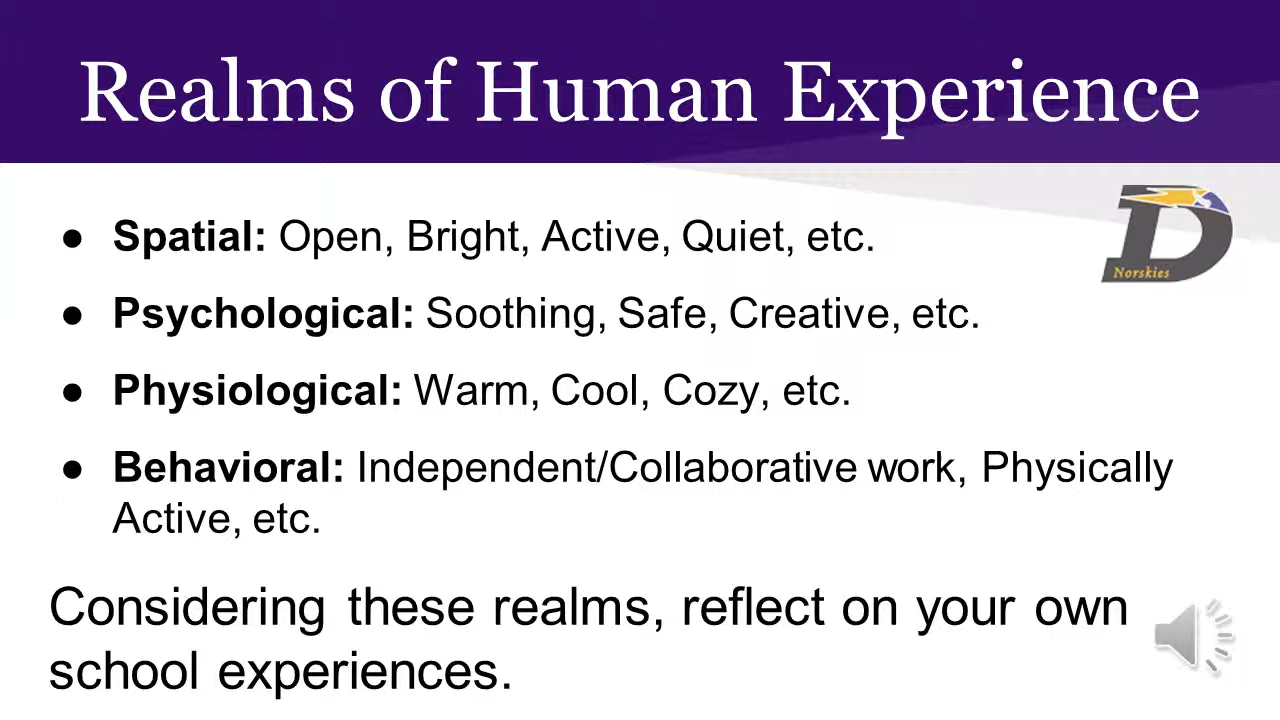 Realms of Human Experience
● Spatial: Open, Bright, Active, Quiet, etc.
Norskies
● Psychological: Soothing, Safe, Creative, etc.
● Physiological: Warm, Cool, Cozy, etc.
● Behavioral: Independent/Collaborative work, Physically
Active, etc.
Considering these realms, reflect on your own
school experiences.